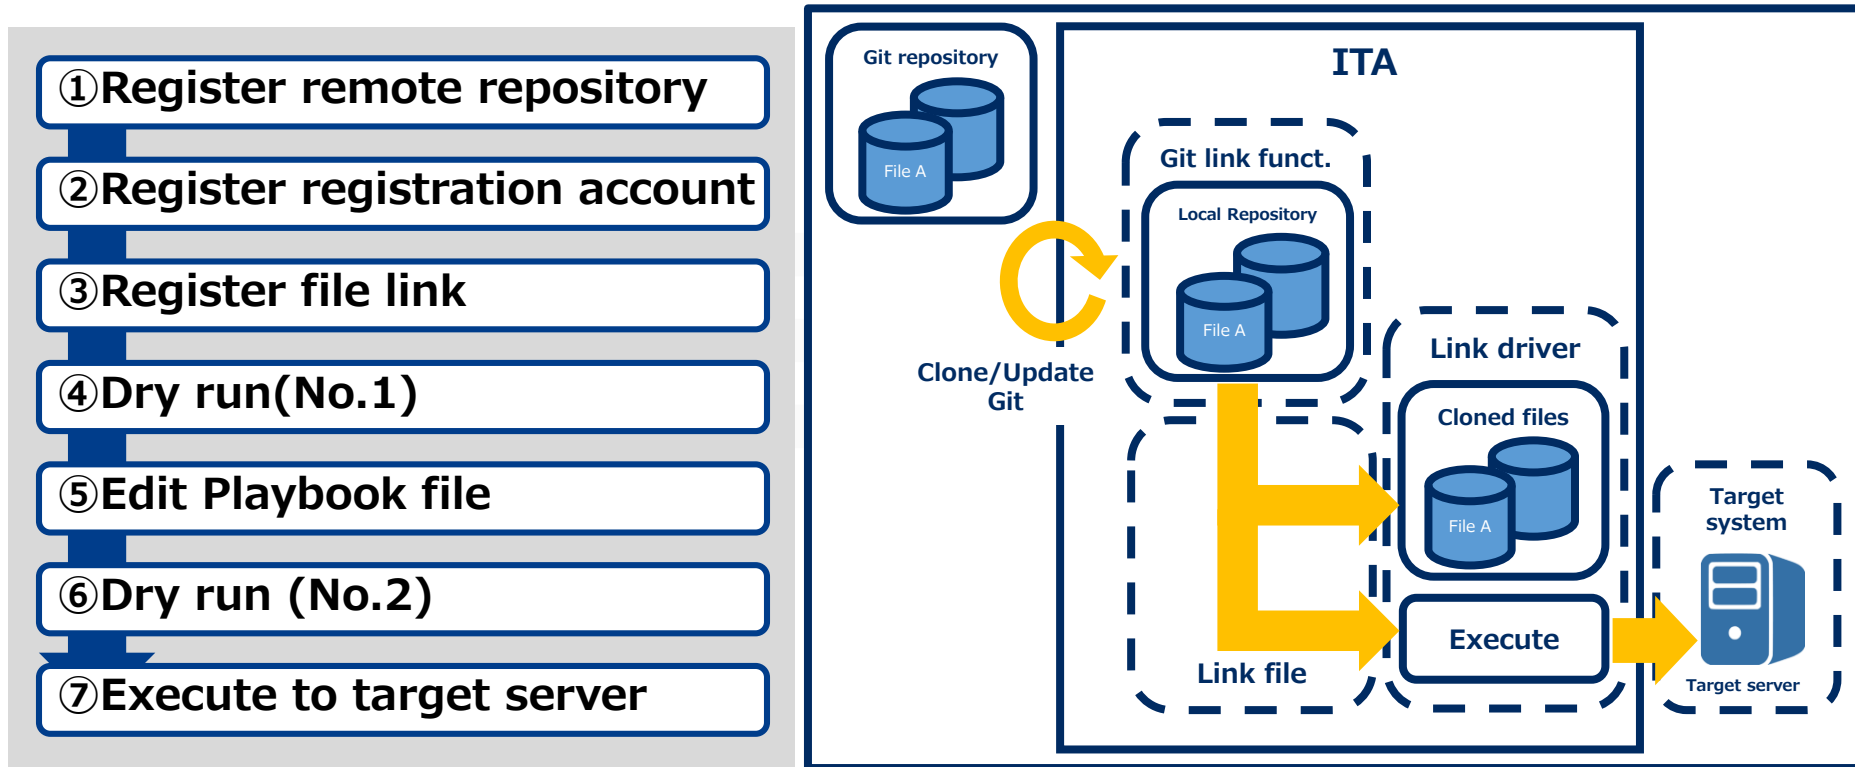 ①Register remote repository
②Register registration account
③Register file link
④Dry run(No.1)
⑤Edit Playbook file
⑥Dry run (No.2)
⑦Execute to target server
Git repository
File A
ITA
Git link funct.
Local Repository
File A
Clone/Update
Git
Link driver
Cloned files
File A
Execute
Link file
Target
system
Target server